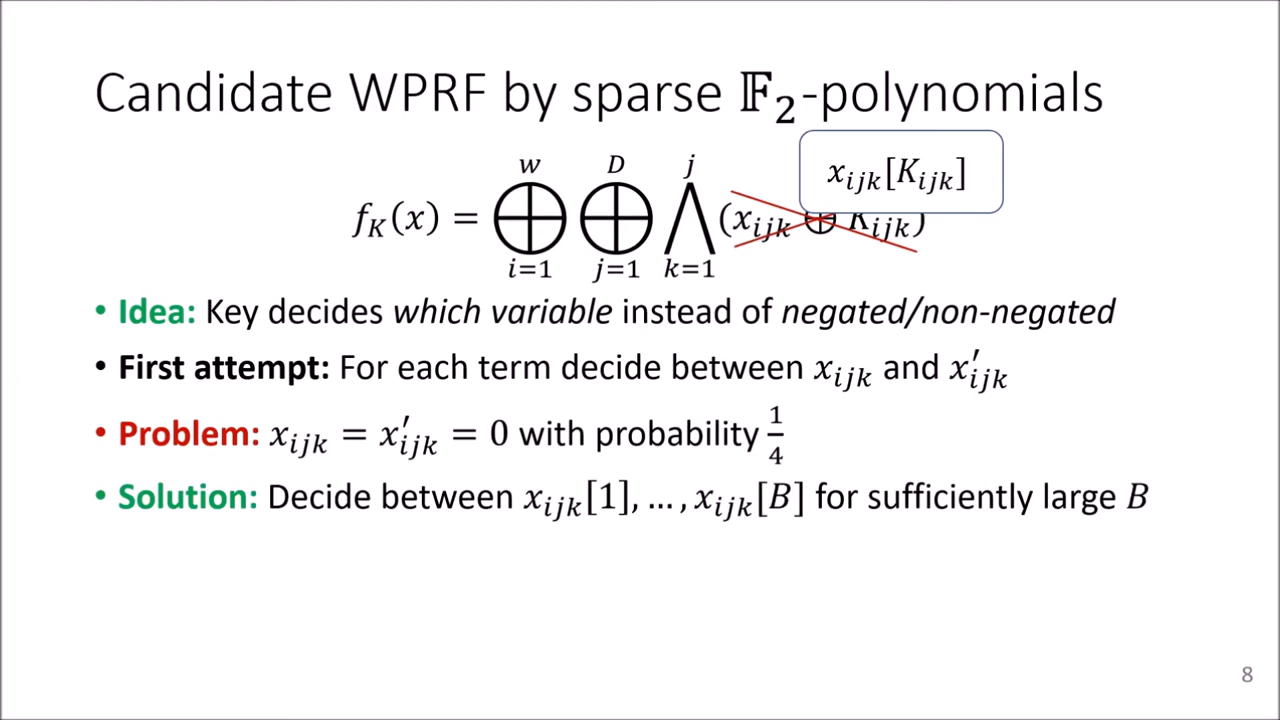 Candidate WPRF by sparse 𝔽₂-polynomials
f_K(x) = ⨁_{i=1}^{w} ⨁_{j=1}^{D} ⋀_{k=1}^{j} (x_{ijk} ⊕ K_{ijk})
x_{ijk}[K_{ijk}]
• Idea: Key decides which variable instead of negated/non-negated
• First attempt: For each term decide between x_{ijk} and x'_{ijk}
• Problem: x_{ijk} = x'_{ijk} = 0 with probability 1/4
• Solution: Decide between x_{ijk}[1], … , x_{ijk}[B] for sufficiently large B
8